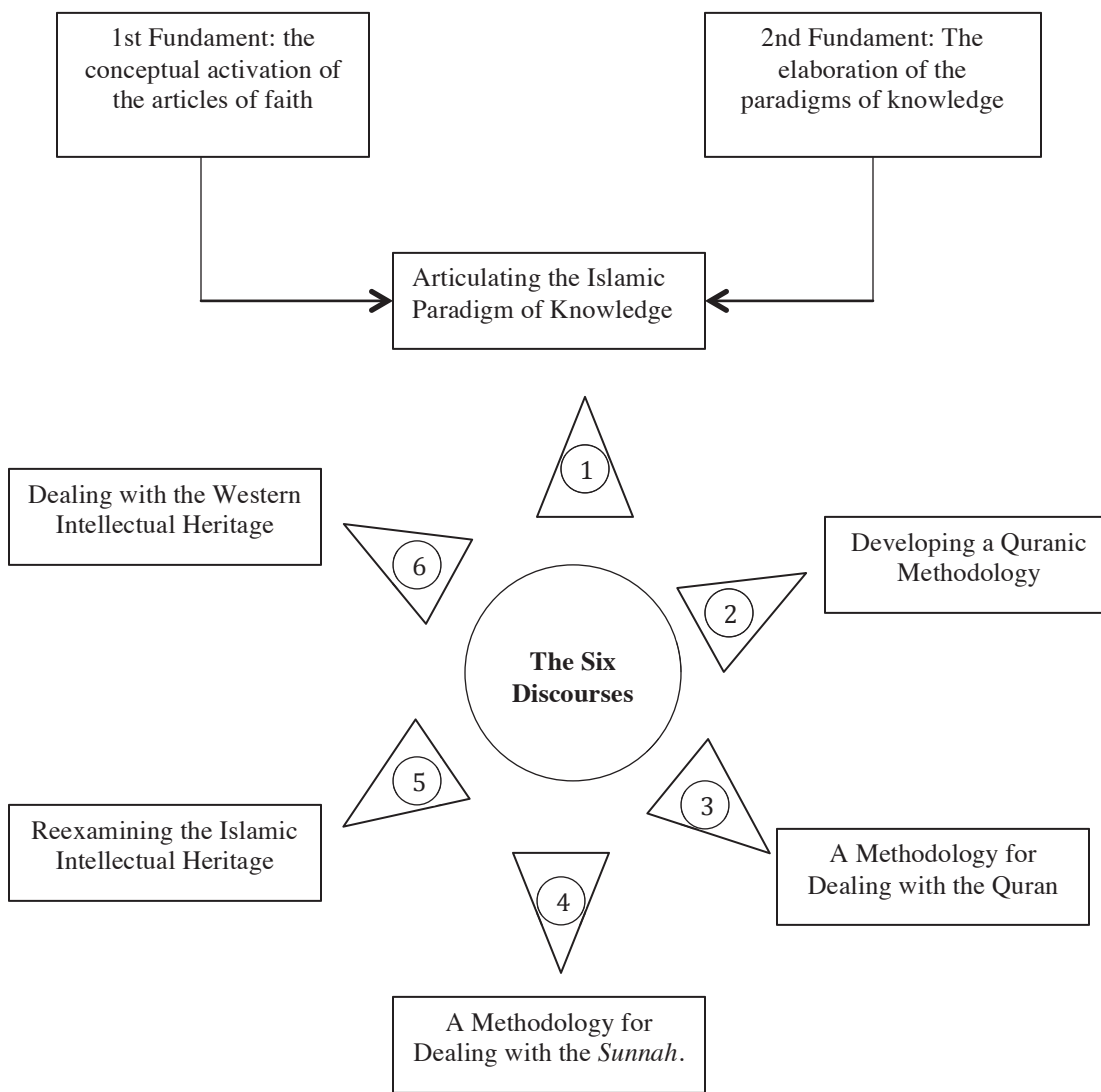 1st Fundament: the
conceptual activation of
the articles of faith
2nd Fundament: The
elaboration of the
paradigms of knowledge
Articulating the Islamic
Paradigm of Knowledge
1
Dealing with the Western
Intellectual Heritage
6
Developing a Quranic
Methodology
2
The Six
Discourses
5
Reexamining the Islamic
Intellectual Heritage
3
A Methodology for
Dealing with the Quran
4
A Methodology for
Dealing with the Sunnah.